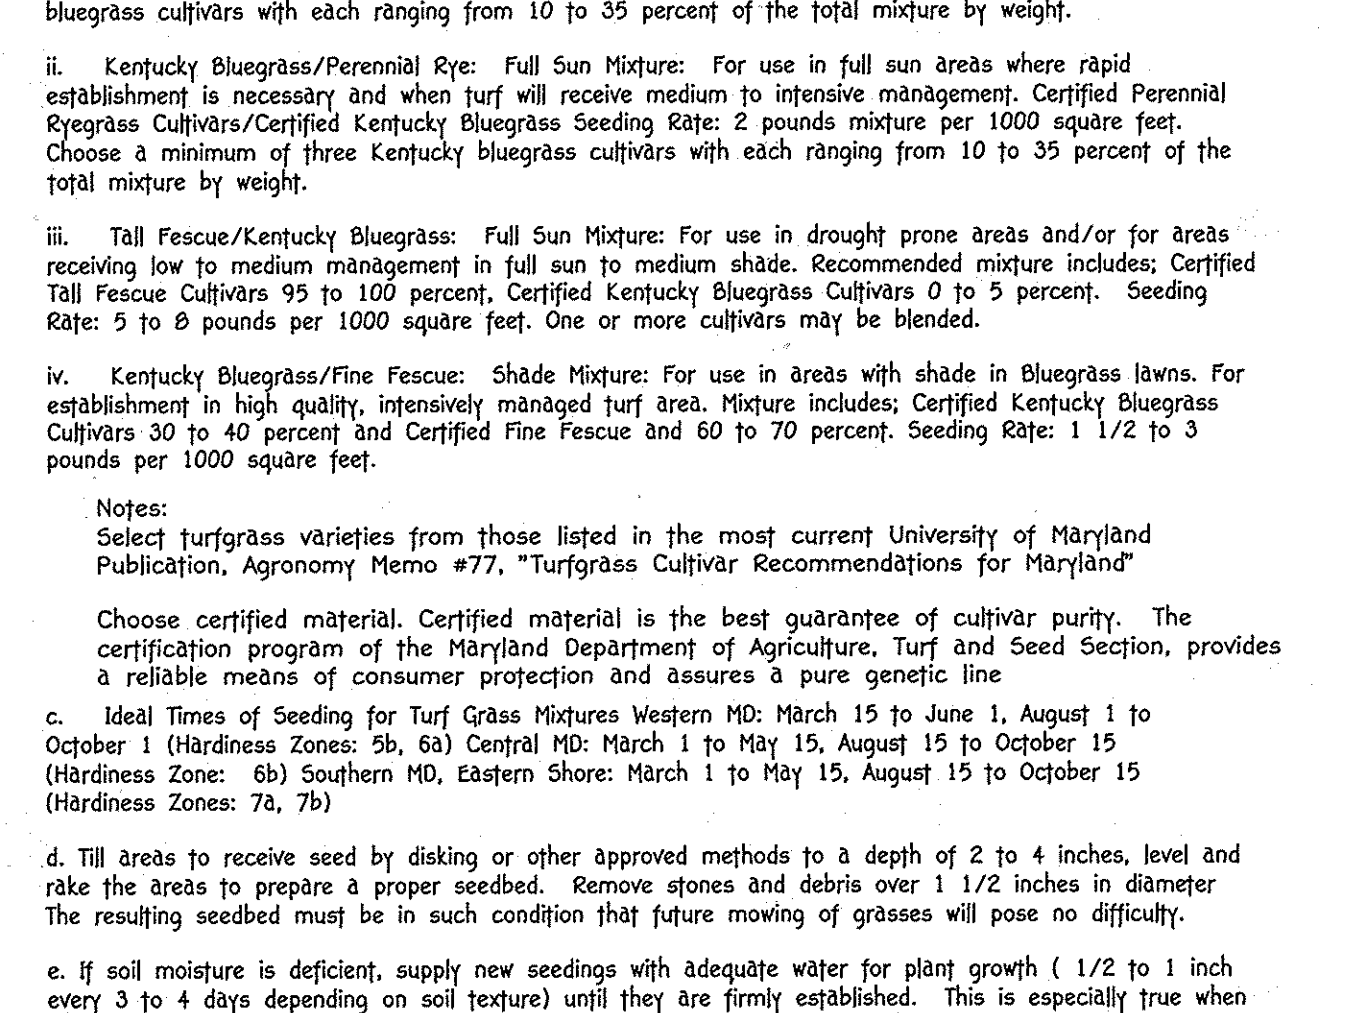 bluegrass cultivars with each ranging from 10 to 35 percent of the total mixture by weight.
ii. Kentucky Bluegrass/Perennial Rye: Full Sun Mixture: For use in full sun areas where rapid
establishment is necessary and when turf will receive medium to intensive management. Certified Perennial
Ryegrass Cultivars/Certified Kentucky Bluegrass Seeding Rate: 2 pounds mixture per 1000 square feet.
Choose a minimum of three Kentucky bluegrass cultivars with each ranging from 10 to 35 percent of the
total mixture by weight.
iii. Tall Fescue/Kentucky Bluegrass: Full Sun Mixture: For use in drought prone areas and/or for areas
receiving low to medium management in full sun to medium shade. Recommended mixture includes; Certified
Tall Fescue Cultivars 95 to 100 percent, Certified Kentucky Bluegrass Cultivars 0 to 5 percent. Seeding
Rate: 5 to 8 pounds per 1000 square feet. One or more cultivars may be blended.
iv. Kentucky Bluegrass/Fine Fescue: Shade Mixture: For use in areas with shade in Bluegrass lawns. For
establishment in high quality, intensively managed turf area. Mixture includes; Certified Kentucky Bluegrass
Cultivars 30 to 40 percent and Certified Fine Fescue and 60 to 70 percent. Seeding Rate: 1 1/2 to 3
pounds per 1000 square feet.
Notes:
Select turfgrass varieties from those listed in the most current University of Maryland
Publication, Agronomy Memo #77, "Turfgrass Cultivar Recommendations for Maryland"
Choose certified material. Certified material is the best guarantee of cultivar purity. The
certification program of the Maryland Department of Agriculture, Turf and Seed Section, provides
a reliable means of consumer protection and assures a pure genetic line
c. Ideal Times of Seeding for Turf Grass Mixtures Western MD: March 15 to June 1, August 1 to
October 1 (Hardiness Zones: 5b, 6a) Central MD: March 1 to May 15, August 15 to October 15
(Hardiness Zone: 6b) Southern MD, Eastern Shore: March 1 to May 15, August 15 to October 15
(Hardiness Zones: 7a, 7b)
d. Till areas to receive seed by disking or other approved methods to a depth of 2 to 4 inches, level and
rake the areas to prepare a proper seedbed. Remove stones and debris over 1 1/2 inches in diameter
The resulting seedbed must be in such condition that future mowing of grasses will pose no difficulty.
e. If soil moisture is deficient, supply new seedings with adequate water for plant growth ( 1/2 to 1 inch
every 3 to 4 days depending on soil texture) until they are firmly established. This is especially true when